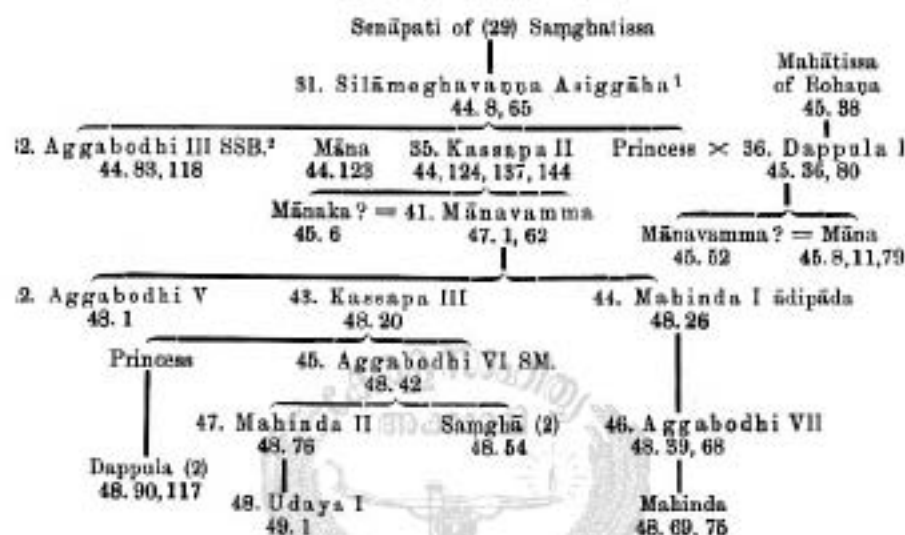 Senāpati of (29) Saṃghatissa
Mahātissa
of Rohaṇa
45. 38
31. Silāmeghavaṇṇa Asiggāha¹
44. 8, 65
2. Aggabodhi III SSB.² Māna 35. Kassapa II Princess × 36. Dappula I
44. 83, 118 44. 123 44, 124, 137, 144 45. 36, 80
Mānaka? = 41. Mānavamma
45. 6 47. 1, 62
Mānavamma? = Māna
45. 52 45. 8, 11, 79
2. Aggabodhi V 43. Kassapa III 44. Mahinda I ādipāda
48. 1 48. 20 48. 26
Princess 45. Aggabodhi VI SM.
48. 42
47. Mahinda II Saṃghā (2) 46. Aggabodhi VII
48. 76 48. 54 48. 39, 68
Dappula (2)
48. 90, 117
48. Udaya I Mahinda
49. 1 48. 69, 75